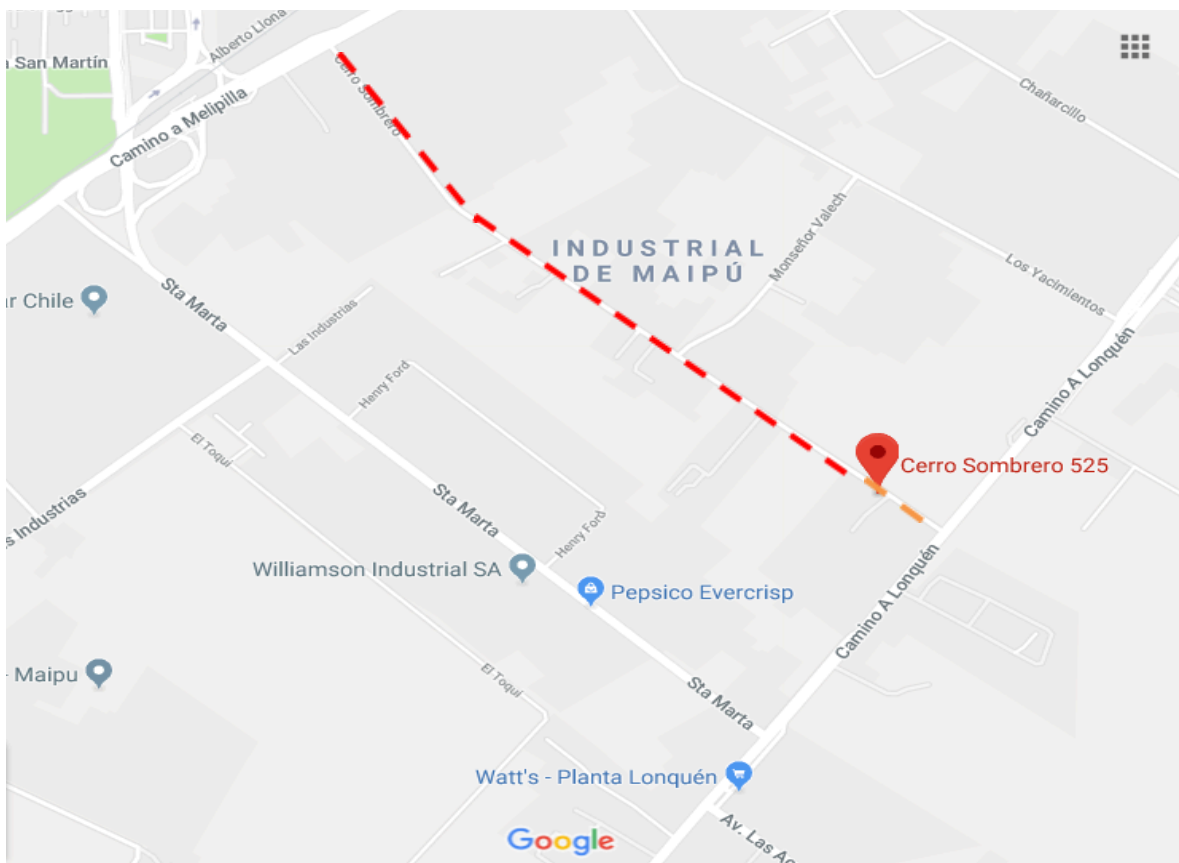 Alberto Llona
a San Martín
Cerro Sombrero
Camino a Melipilla
Chañarcillo
INDUSTRIAL
DE MAIPÚ
Monseñor Valech
Los Yacimientos
r Chile
Sta Marta
Las Industrias
Henry Ford
Camino A Lonquén
El Toqui
Cerro Sombrero 525
Sta Marta
s Industrias
Henry Ford
Williamson Industrial SA
Pepsico Evercrisp
Camino A Lonquén
- Maipu
El Toqui
Sta Marta
Watt's - Planta Lonquén
Google
Av. Las Ac